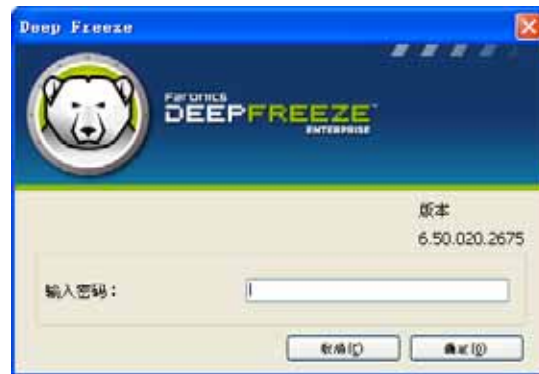 Deep Freeze
Faronics
DEEPFREEZE
ENTERPRISE
版本
6.50.020.2675
输入密码：
取消(C)
确定(O)